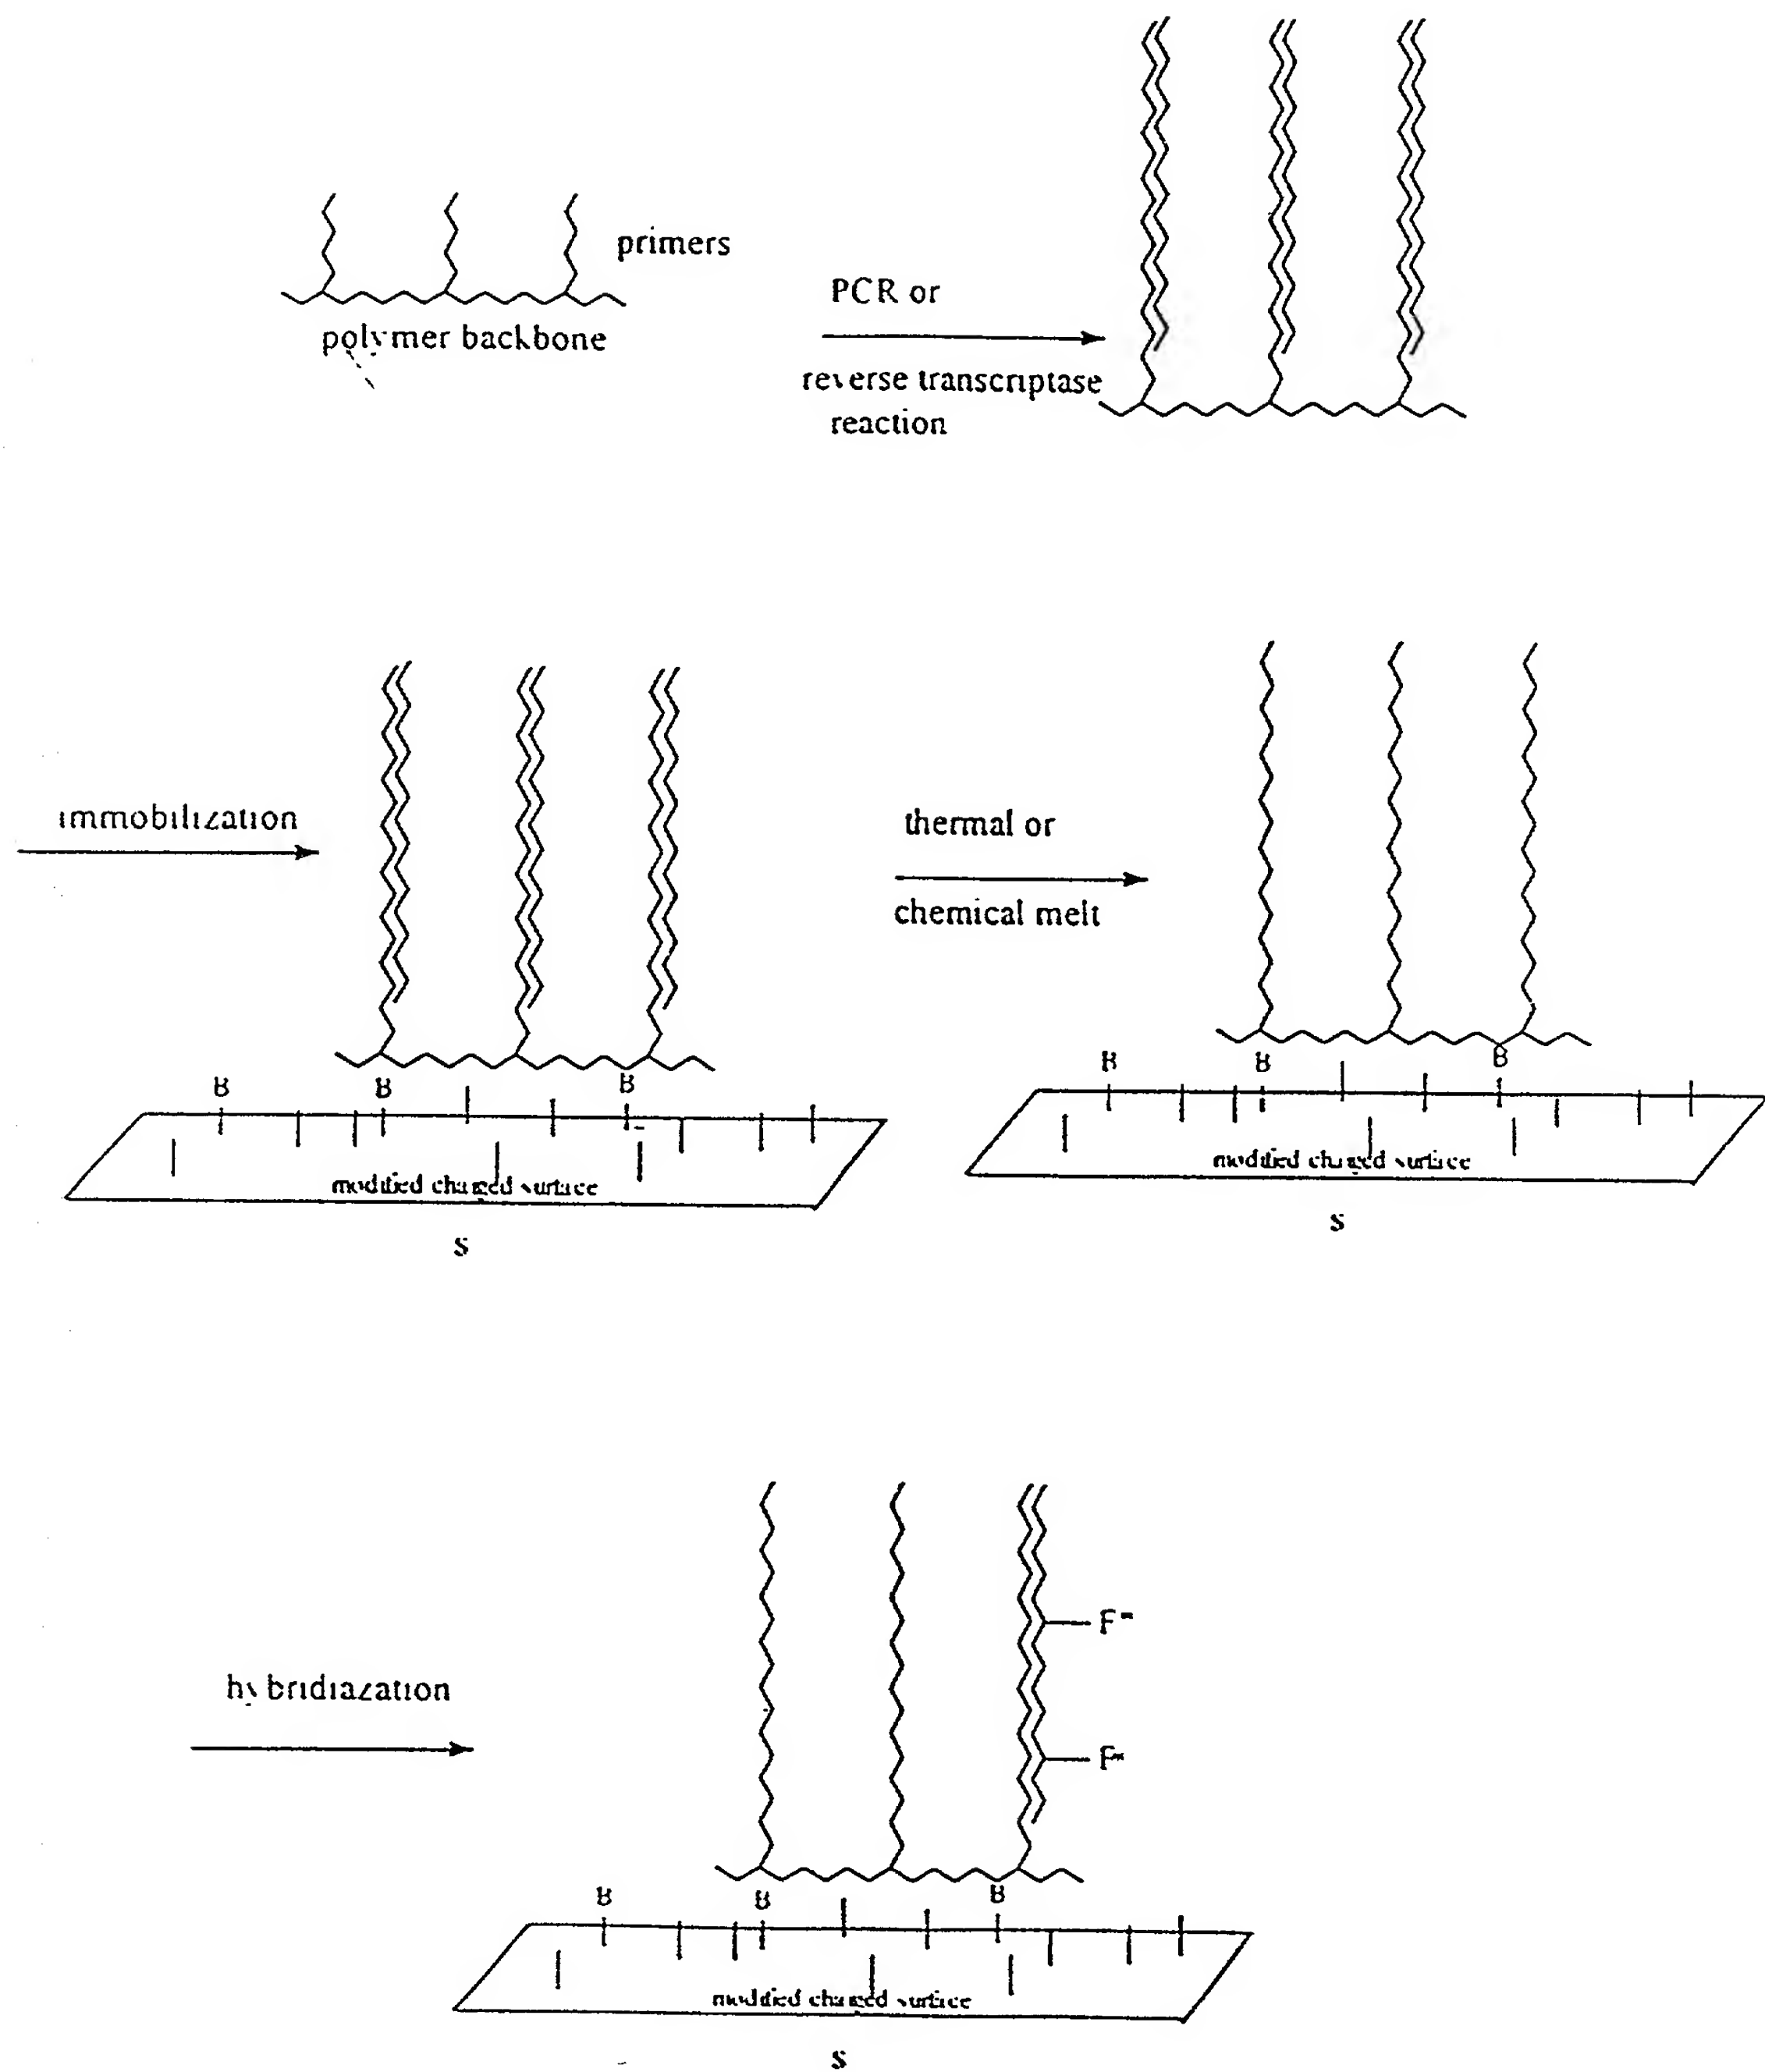 primers
polymer backbone
PCR or
reverse transcriptase
reaction
immobilization
B B B
modified charged surface
S
thermal or
chemical melt
B B B
modified charged surface
S
hybridiazation
F*
F*
B B B
modified charged surface
S